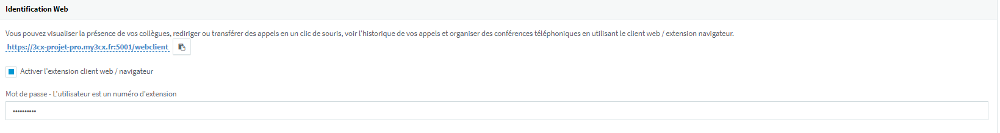 Identification Web
Vous pouvez visualiser la présence de vos collègues, rediriger ou transférer des appels en un clic de souris, voir l'historique de vos appels et organiser des conférences téléphoniques en utilisant le client web / extension navigateur.
https://3cx-projet-pro.my3cx.fr:5001/webclient
Activer l'extension client web / navigateur
Mot de passe - L'utilisateur est un numéro d'extension
••••••••••